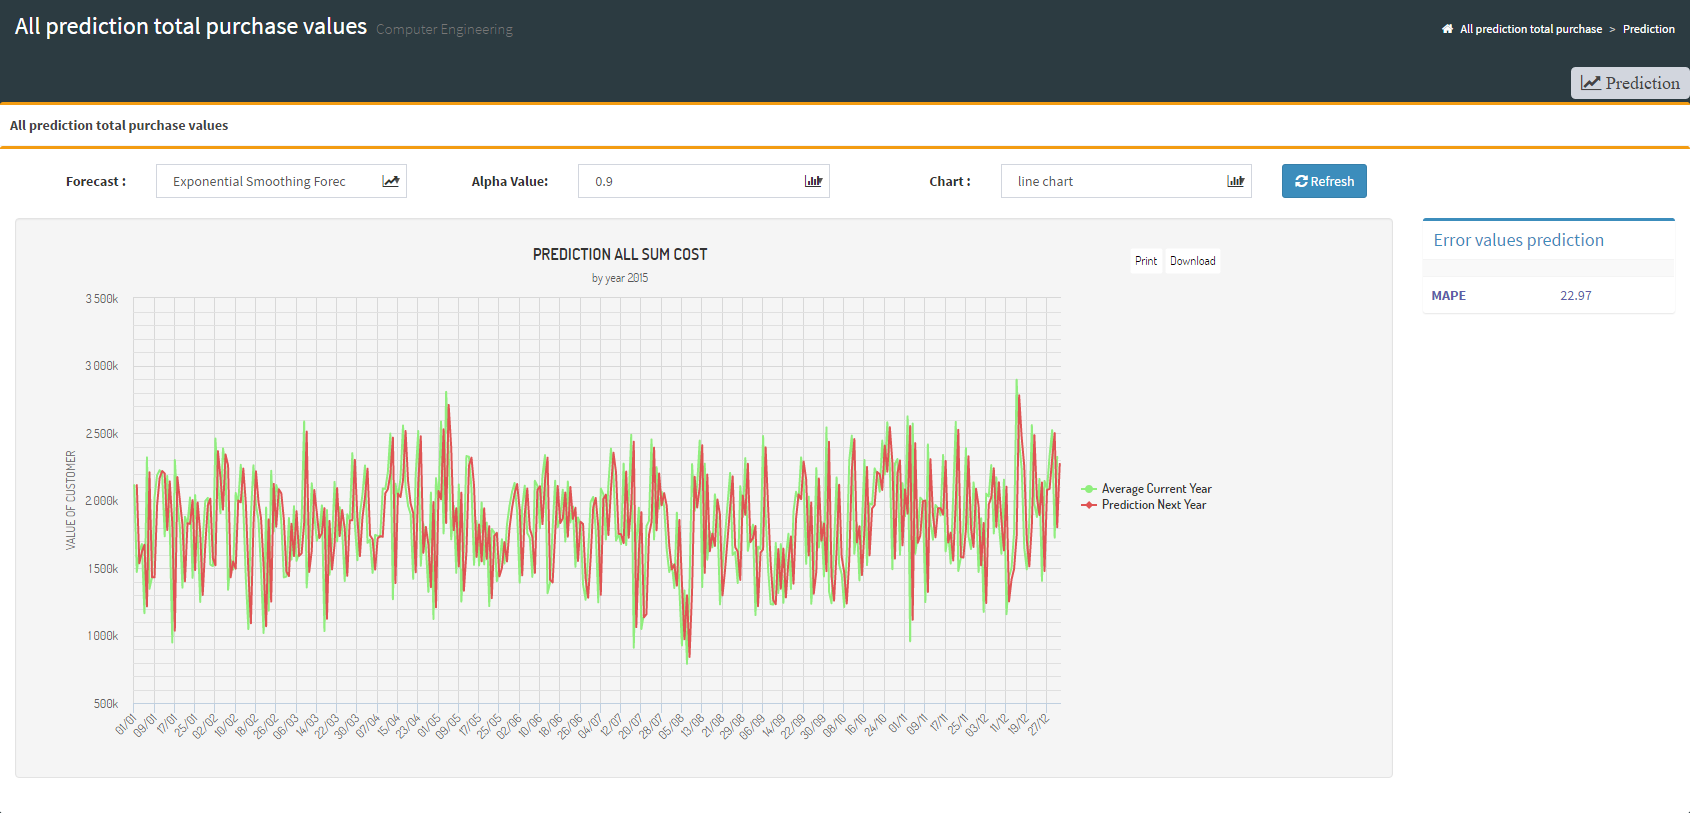 All prediction total purchase values Computer Engineering
All prediction total purchase > Prediction
Prediction
All prediction total purchase values
Forecast : Exponential Smoothing Forec Alpha Value: 0.9 Chart : line chart Refresh
PREDICTION ALL SUM COST
by year 2015
Print Download
Error values prediction
MAPE 22.97
VALUE OF CUSTOMER
3 500k
3 000k
2 500k
2 000k
1 500k
1 000k
500k
Average Current Year
Prediction Next Year
01/01 09/01 17/01 25/01 02/02 10/02 18/02 26/02 06/03 14/03 22/03 30/03 07/04 15/04 23/04 01/05 09/05 17/05 25/05 02/06 10/06 18/06 26/06 04/07 12/07 20/07 28/07 05/08 13/08 21/08 29/08 06/09 14/09 22/09 30/09 08/10 16/10 24/10 01/11 09/11 17/11 25/11 03/12 11/12 19/12 27/12